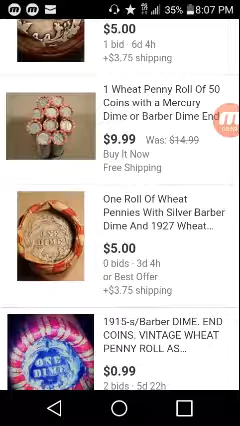 35% 8:07 PM
$5.00
1 bid · 6d 4h
+$3.75 shipping
1 Wheat Penny Roll Of 50
Coins with a Mercury
Dime or Barber Dime End
$9.99 Was: $14.99
Buy It Now
Free Shipping
One Roll Of Wheat
Pennies With Silver Barber
Dime And 1927 Wheat...
ONE
DIME
$5.00
0 bids · 3d 4h
or Best Offer
+$3.75 shipping
1915-s/Barber DIME. END
COINS. VINTAGE WHEAT
PENNY ROLL AS...
ONE
DIME
$0.99
2 bids · 5d 22h